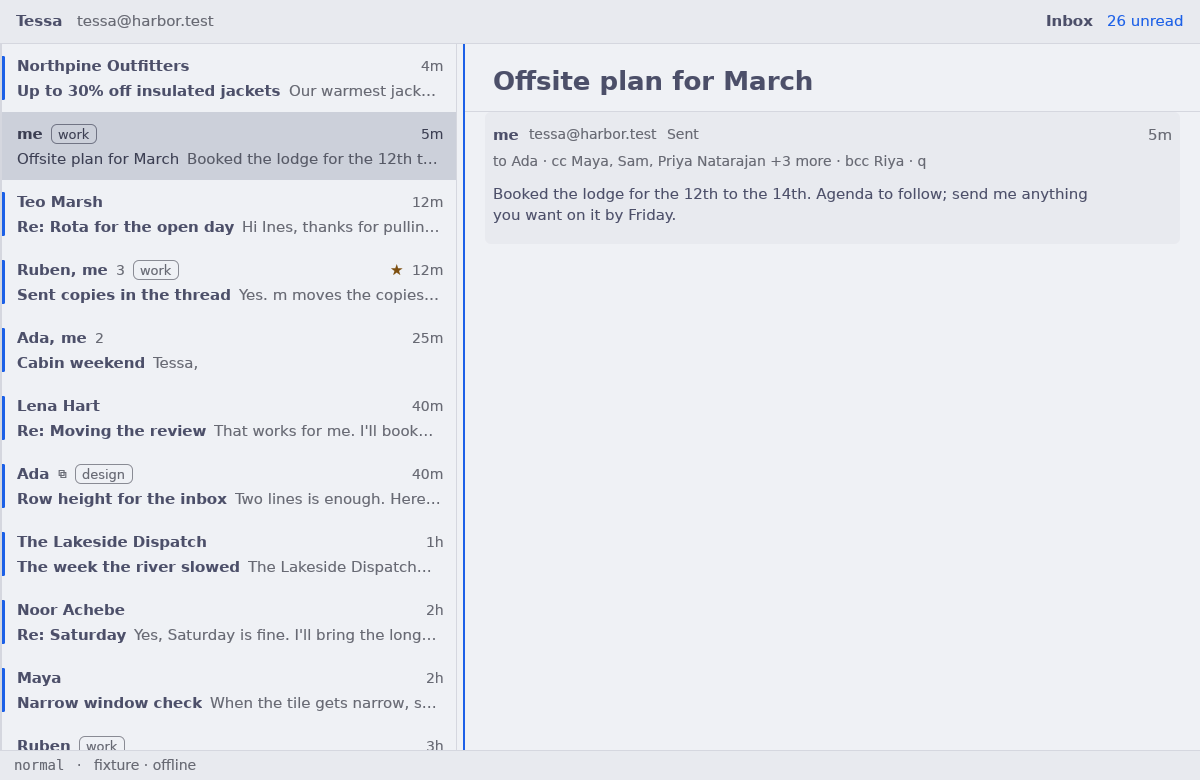 Tessa tessa@harbor.test Inbox 26 unread
Northpine Outfitters 4m
Up to 30% off insulated jackets Our warmest jack…
me work 5m
Offsite plan for March Booked the lodge for the 12th t…
Teo Marsh 12m
Re: Rota for the open day Hi Ines, thanks for pullin…
Ruben, me 3 work ★ 12m
Sent copies in the thread Yes. m moves the copies…
Ada, me 2 25m
Cabin weekend Tessa,
Lena Hart 40m
Re: Moving the review That works for me. I'll book…
Ada ⧉ design 40m
Row height for the inbox Two lines is enough. Here…
The Lakeside Dispatch 1h
The week the river slowed The Lakeside Dispatch…
Noor Achebe 2h
Re: Saturday Yes, Saturday is fine. I'll bring the long…
Maya 2h
Narrow window check When the tile gets narrow, s…
Ruben work 3h
Offsite plan for March
me tessa@harbor.test Sent 5m
to Ada · cc Maya, Sam, Priya Natarajan +3 more · bcc Riya · q
Booked the lodge for the 12th to the 14th. Agenda to follow; send me anything
you want on it by Friday.
normal · fixture · offline